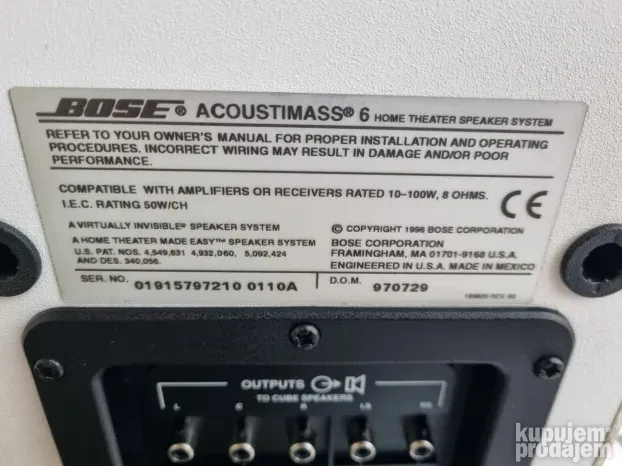 BOSE® ACOUSTIMASS® 6 HOME THEATER SPEAKER SYSTEM
REFER TO YOUR OWNER'S MANUAL FOR PROPER INSTALLATION AND OPERATING
PROCEDURES. INCORRECT WIRING MAY RESULT IN DAMAGE AND/OR POOR
PERFORMANCE.
COMPATIBLE WITH AMPLIFIERS OR RECEIVERS RATED 10-100W, 8 OHMS.
I.E.C. RATING 50W/CH
CE
A VIRTUALLY INVISIBLE® SPEAKER SYSTEM
A HOME THEATER MADE EASY™ SPEAKER SYSTEM
U.S. PAT. NOS. 4,549,631 4,932,060, 5,092,424
AND DES. 340,056.
© COPYRIGHT 1996 BOSE CORPORATION
BOSE CORPORATION
FRAMINGHAM, MA 01701-9168 U.S.A.
ENGINEERED IN U.S.A. MADE IN MEXICO
SER. NO. 01915797210 0110A
D.O.M. 970729
OUTPUTS
TO CUBE SPEAKERS
L C R LS
kupujem
prodajem